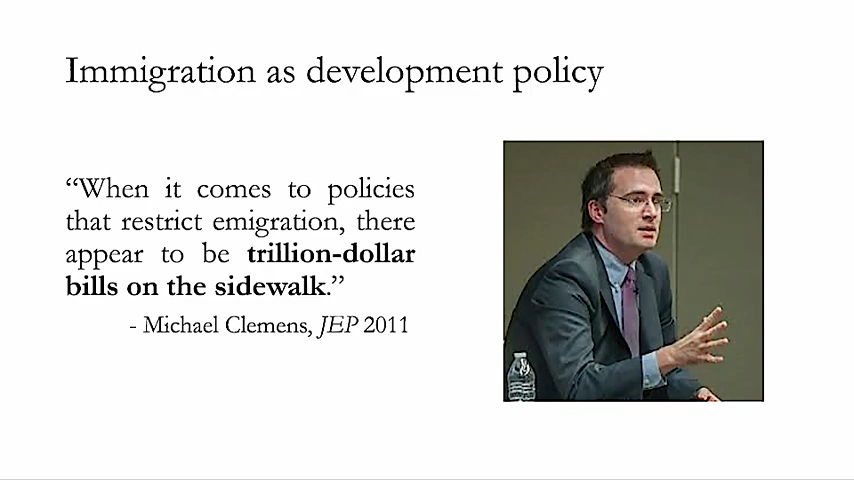 Immigration as development policy
“When it comes to policies
that restrict emigration, there
appear to be trillion-dollar
bills on the sidewalk.”
- Michael Clemens, JEP 2011